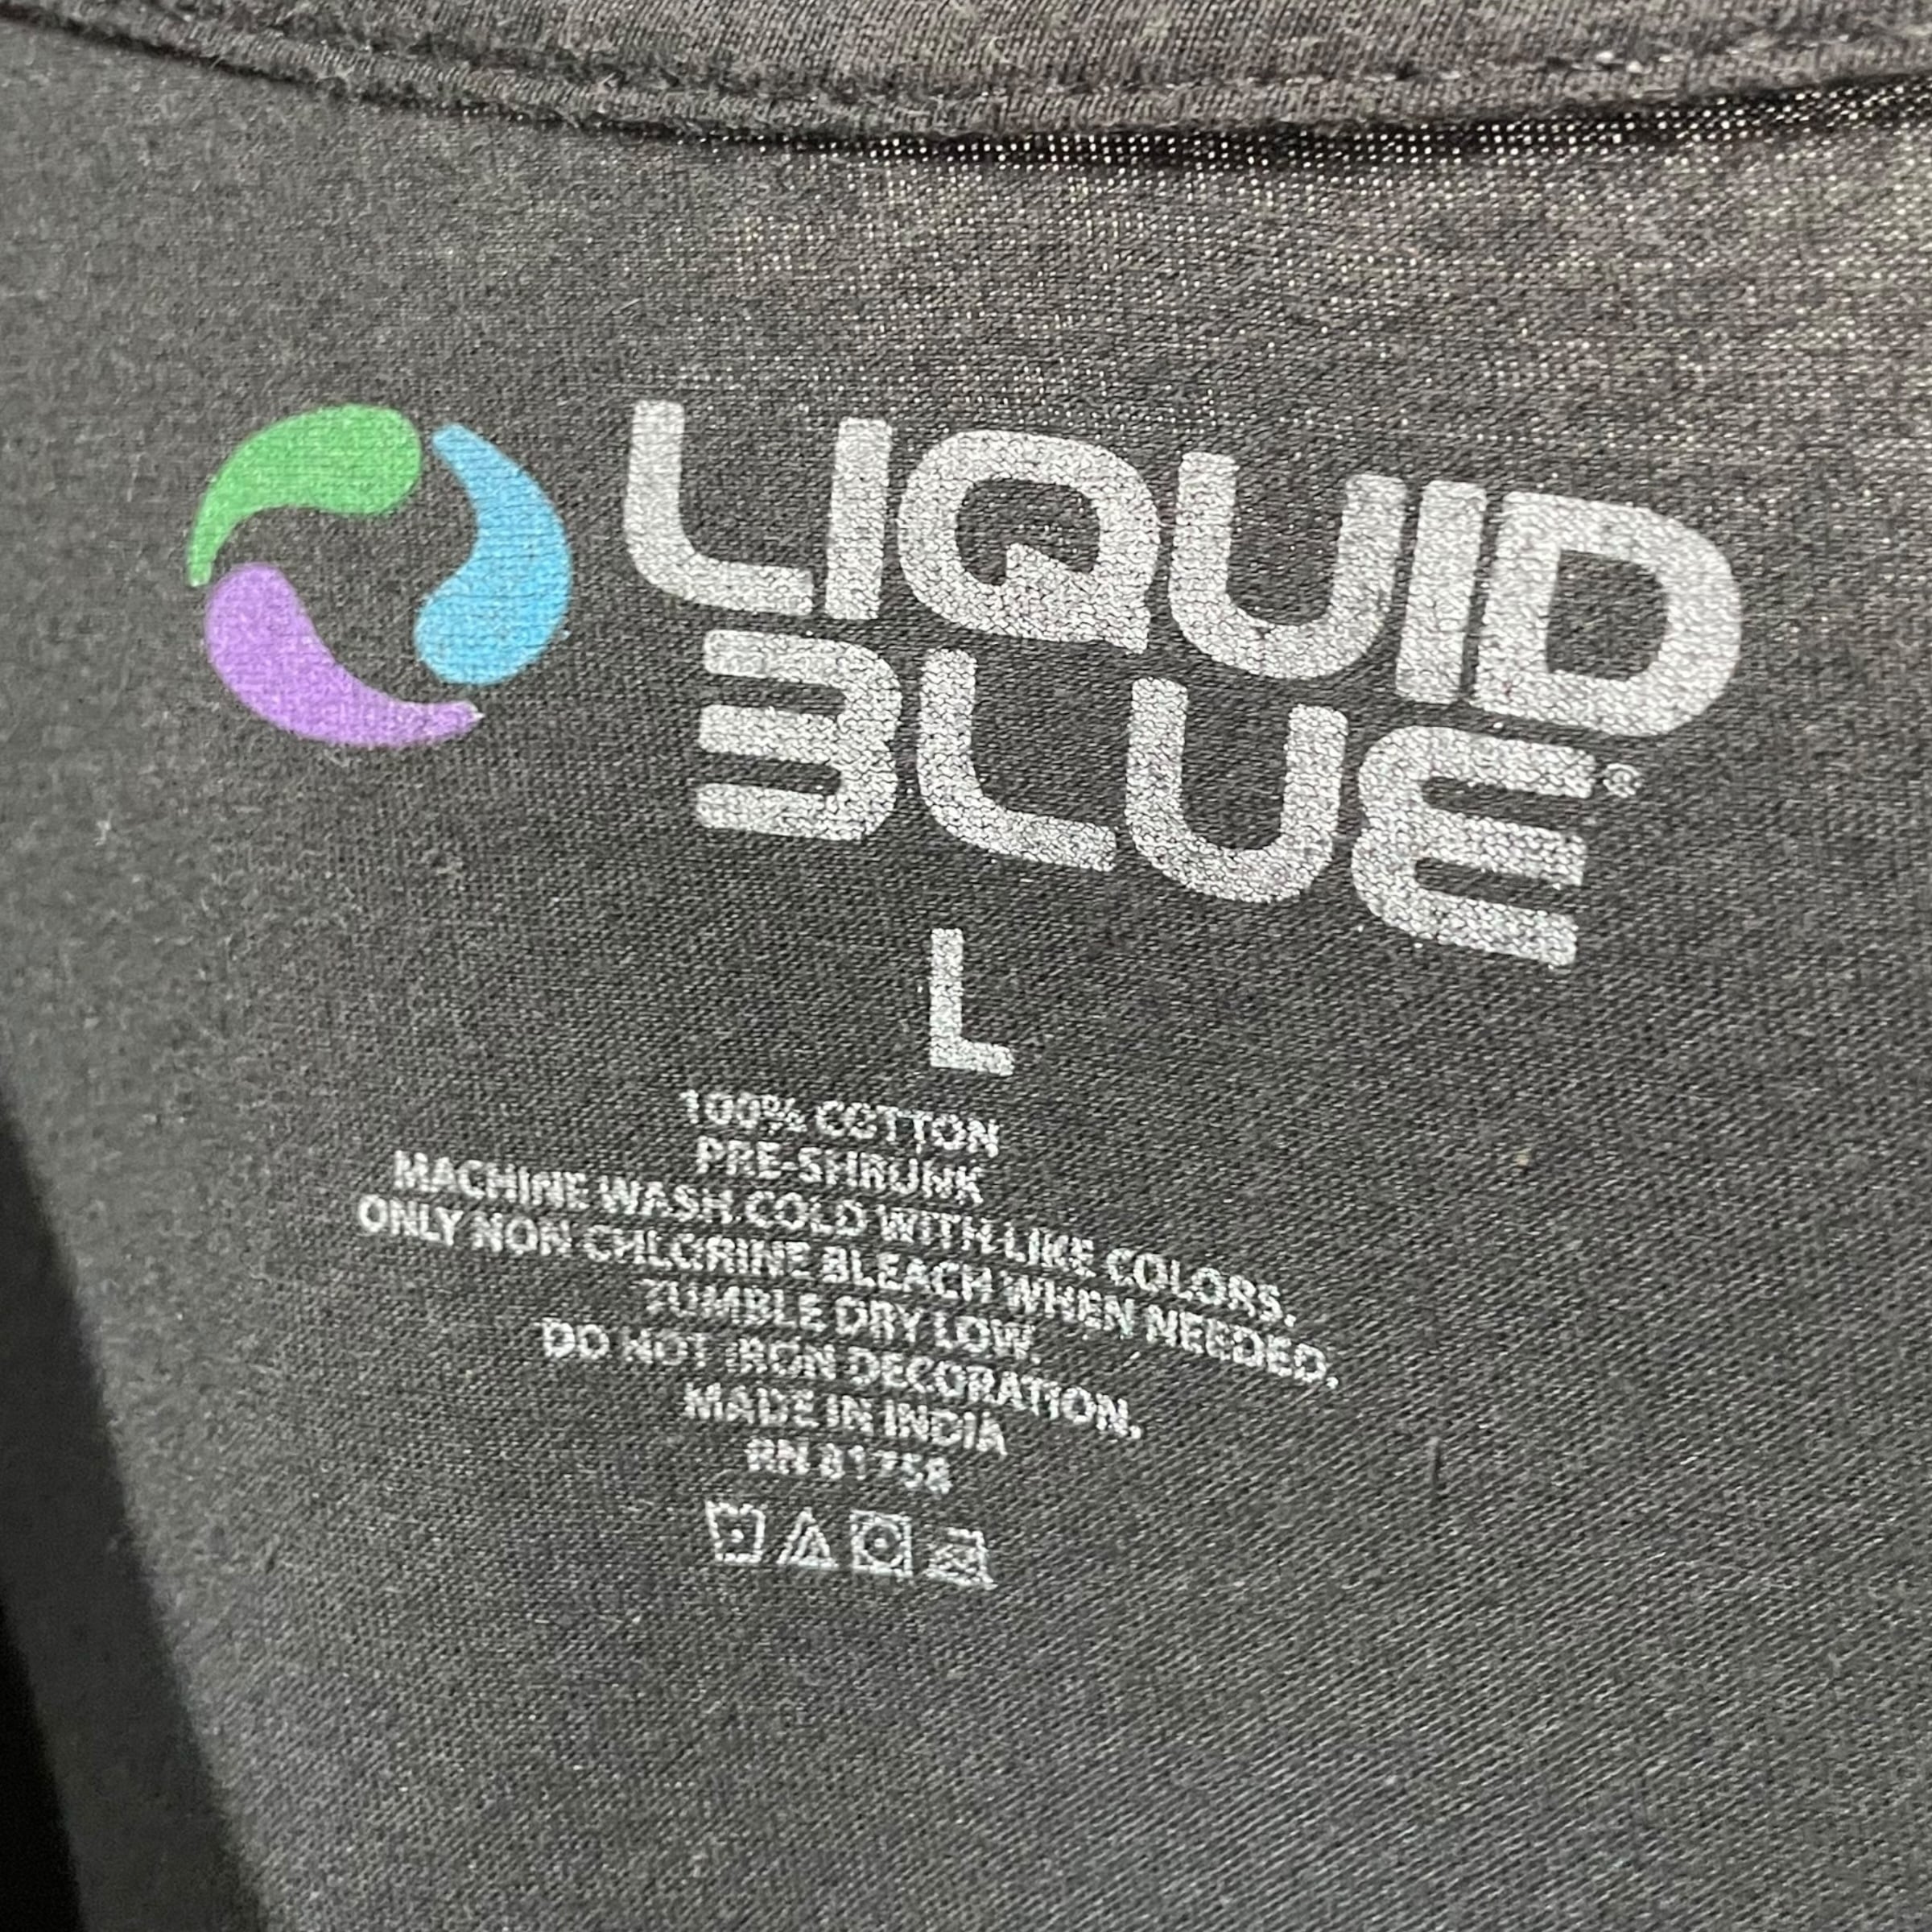 LIQUID
BLUE®
L
100% COTTON
PRE-SHRUNK
MACHINE WASH COLD WITH LIKE COLORS.
ONLY NON CHLORINE BLEACH WHEN NEEDED.
TUMBLE DRY LOW.
DO NOT IRON DECORATION.
MADE IN INDIA
RN 81758